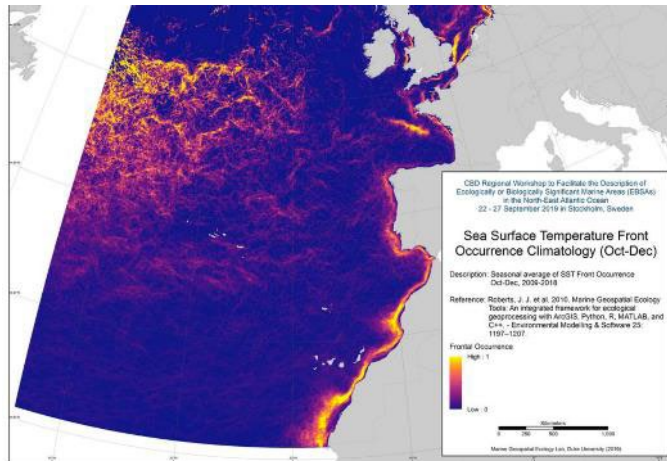 CBD Regional Workshop to Facilitate the Description of
Ecologically or Biologically Significant Marine Areas (EBSAs)
in the North-East Atlantic Ocean
22 - 27 September 2019 in Stockholm, Sweden
Sea Surface Temperature Front
Occurrence Climatology (Oct-Dec)
Description: Seasonal average of SST Front Occurrence
Oct-Dec, 2009-2018
Reference: Roberts, J. J. et al. 2010. Marine Geospatial Ecology
Tools: An integrated framework for ecological
geoprocessing with ArcGIS, Python, R, MATLAB, and
C++. - Environmental Modelling & Software 25:
1197–1207.
Frontal Occurrence
High : 1
Low : 0
Kilometers
0 250 500 1,000
Marine Geospatial Ecology Lab, Duke University (2019)